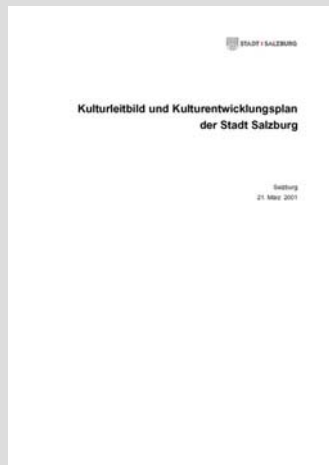 STADT : SALZBURG
Kulturleitbild und Kulturentwicklungsplan
der Stadt Salzburg
Salzburg
21. März 2001